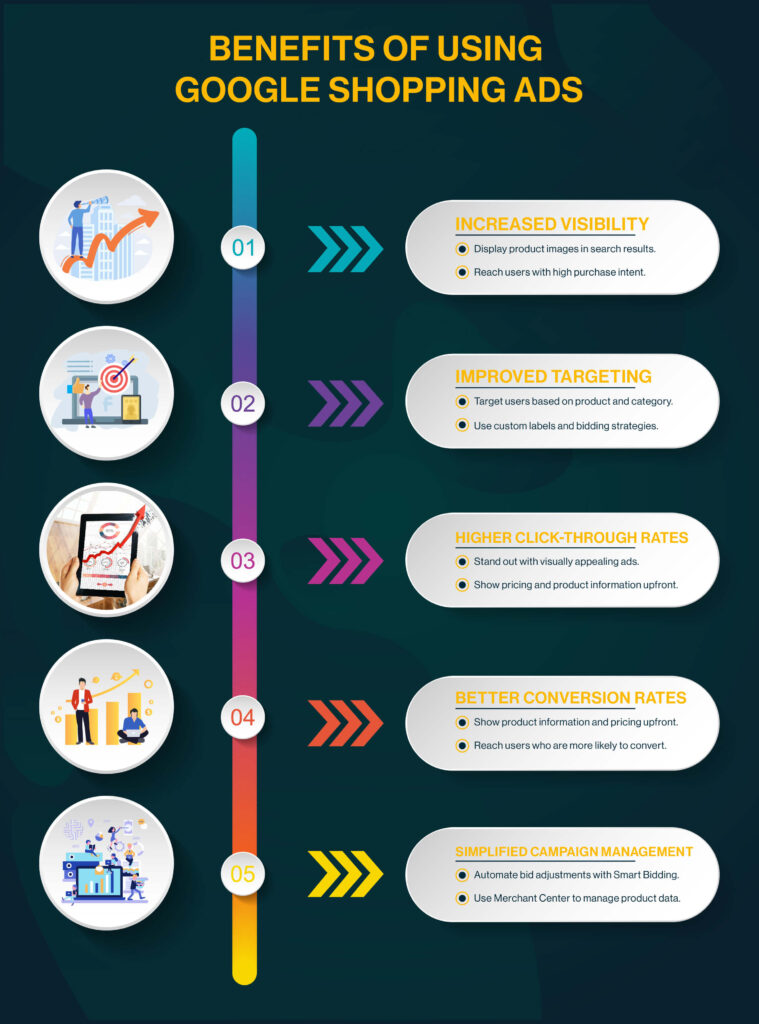 BENEFITS OF USING
GOOGLE SHOPPING ADS
01
INCREASED VISIBILITY
Display product images in search results.
Reach users with high purchase intent.
02
IMPROVED TARGETING
Target users based on product and category.
Use custom labels and bidding strategies.
03
HIGHER CLICK-THROUGH RATES
Stand out with visually appealing ads.
Show pricing and product information upfront.
04
BETTER CONVERSION RATES
Show product information and pricing upfront.
Reach users who are more likely to convert.
05
SIMPLIFIED CAMPAIGN MANAGEMENT
Automate bid adjustments with Smart Bidding.
Use Merchant Center to manage product data.